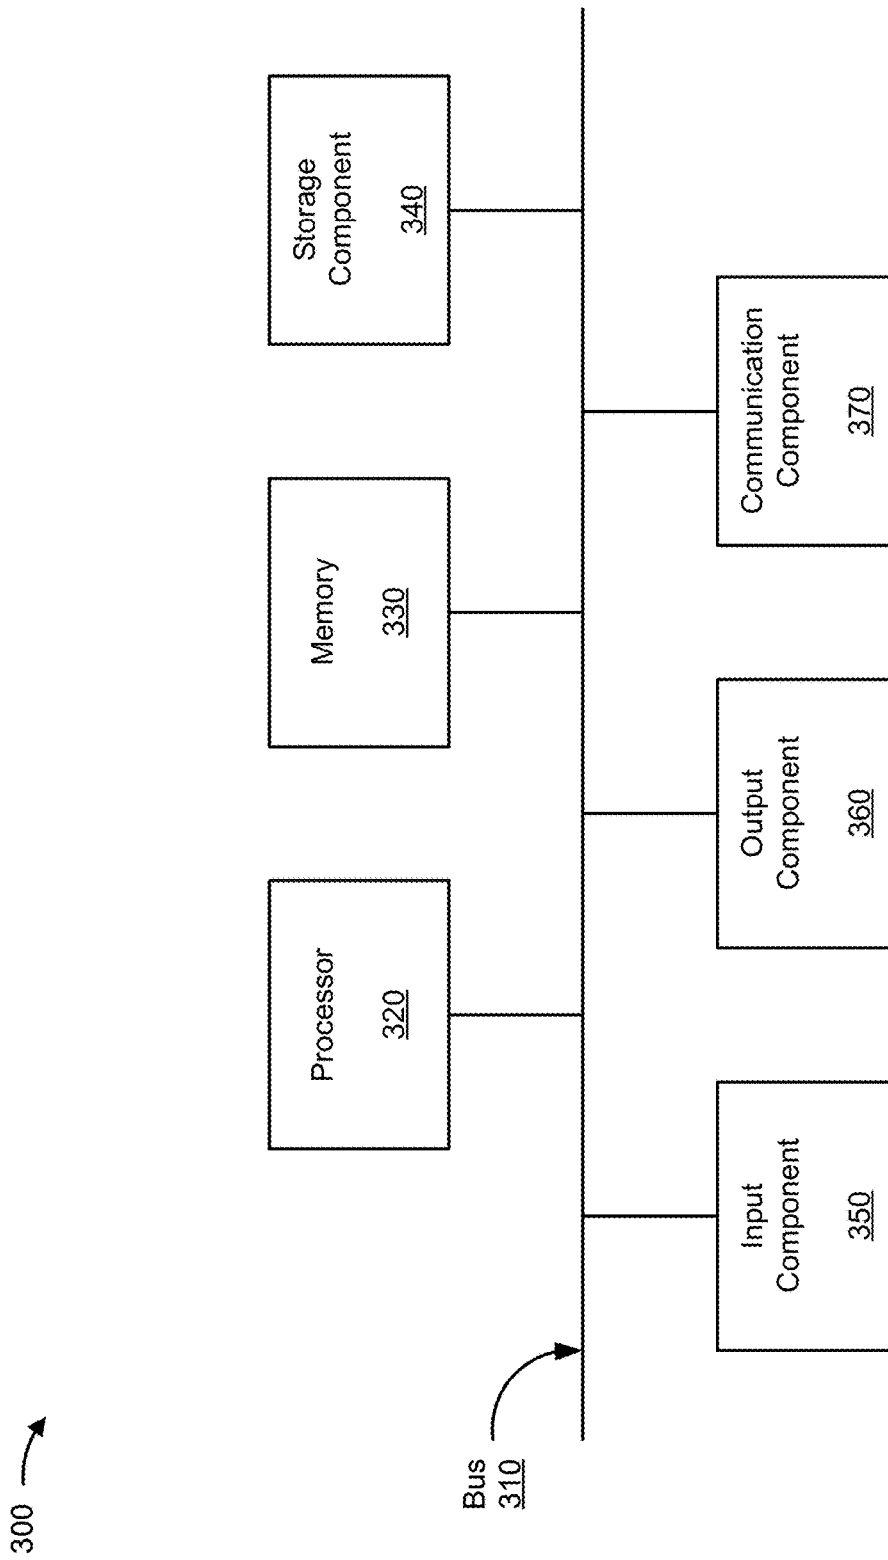 300
Processor
320
Memory
330
Storage
Component
340
Bus
310
Input
Component
350
Output
Component
360
Communication
Component
370